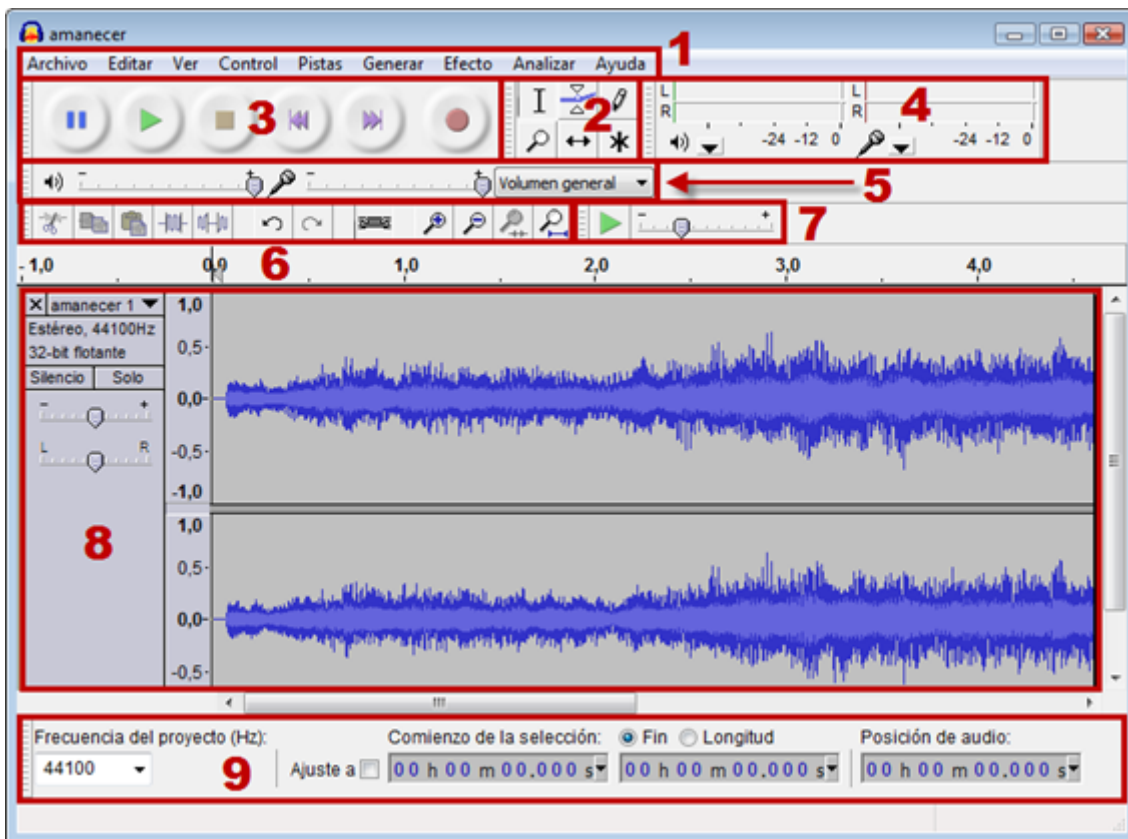 amanecer
1
Archivo Editar Ver Control Pistas Generar Efecto Analizar Ayuda
3
2
L
R
-24 -12 0
L
R
-24 -12 0
4
- + - + Volumen general
5
6
- +
7
- 1,0 0,0 1,0 2,0 3,0 4,0
X amanecer 1
Estéreo, 44100Hz
32-bit flotante
Silencio Solo
- +
L R
8
1,0
0,5
0,0
-0,5
-1,0
1,0
0,5
0,0
-0,5
Frecuencia del proyecto (Hz):
44100
9
Ajuste a
Comienzo de la selección: Fin Longitud
00 h 00 m 00.000 s 00 h 00 m 00.000 s
Posición de audio:
00 h 00 m 00.000 s